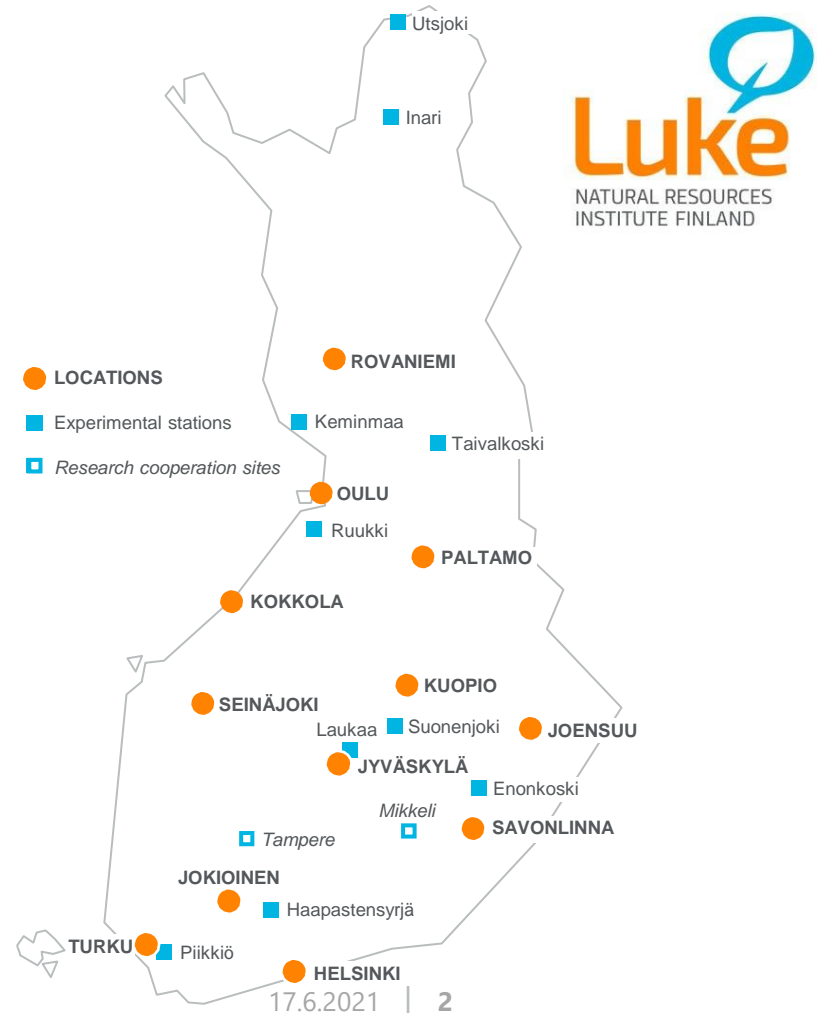 Utsjoki
Luke
NATURAL RESOURCES
INSTITUTE FINLAND
Inari
ROVANIEMI
LOCATIONS
Experimental stations
Research cooperation sites
Keminmaa
Taivalkoski
OULU
Ruukki
PALTAMO
KOKKOLA
KUOPIO
SEINÄJOKI
Laukaa
Suonenjoki
JOENSUU
JYVÄSKYLÄ
Enonkoski
Mikkeli
SAVONLINNA
Tampere
JOKIOINEN
Haapastensyrjä
TURKU
Piikkiö
HELSINKI
17.6.2021 | 2